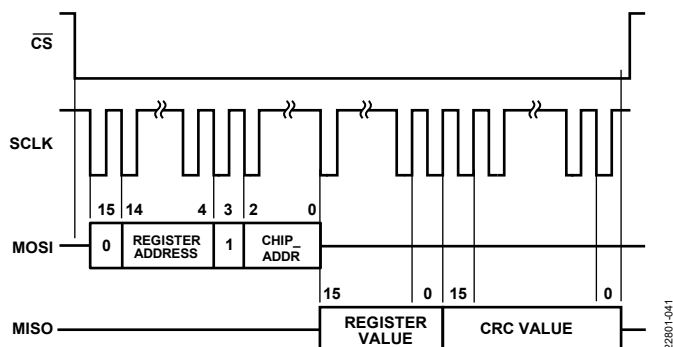 CS
SCLK
15 14 4 3 2 0
MOSI 0 REGISTER ADDRESS 1 CHIP_ ADDR
15 0 15 0
MISO REGISTER VALUE CRC VALUE
22801-041